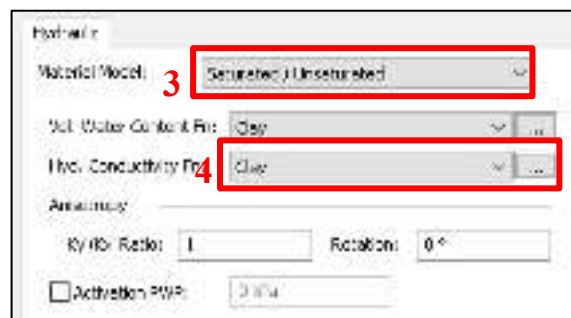 Hydraulic
Material Model: Saturated / Unsaturated
3
Vol. Water Content Fn: Clay ...
Hyd. Conductivity Fn: Clay ...
4
Anisotropy
Ky'/Kx' Ratio: 1 Rotation: 0 °
Activation PWP: 0 kPa